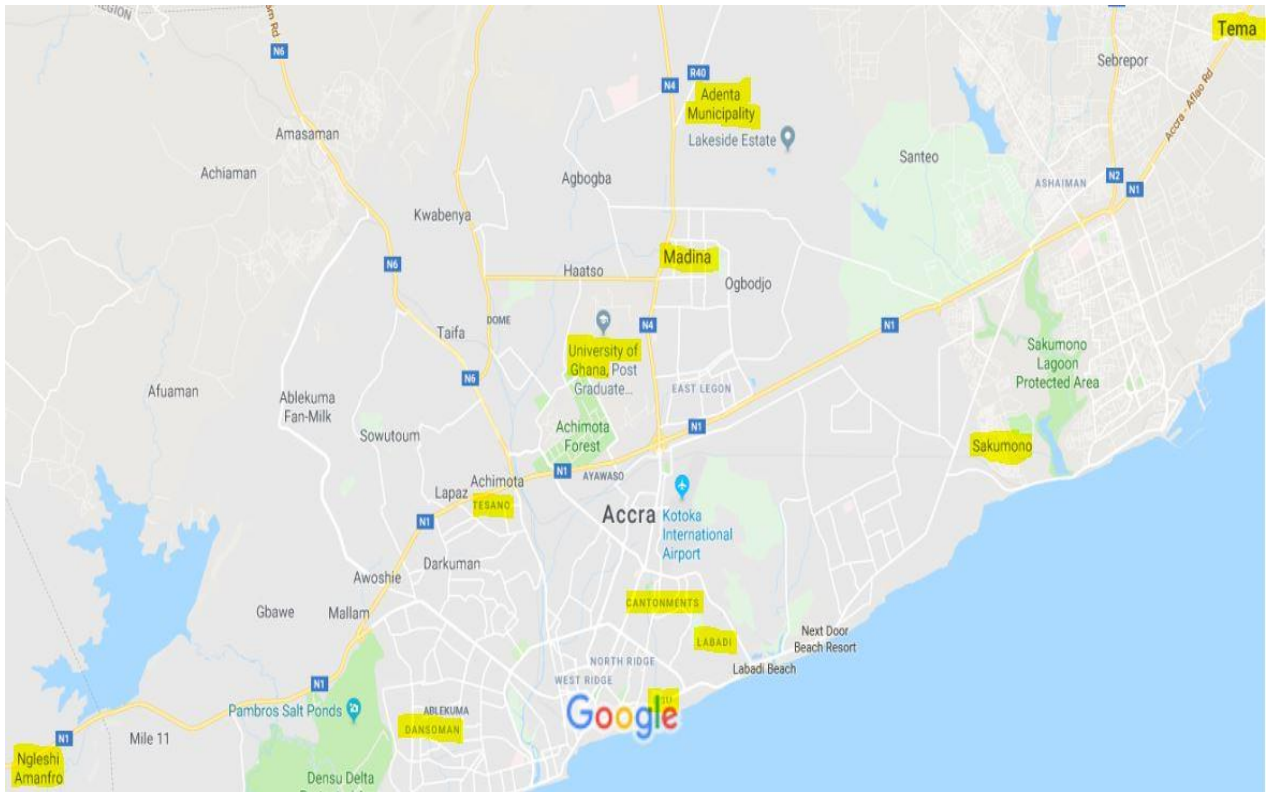 REGION
om Rd
N6
N4
R40
Adenta
Municipality
Lakeside Estate
Tema
Sebrepor
Accra - Aflao Rd
Amasaman
Achiaman
Agbogba
Santeo
ASHAIMAN
N2
N1
Kwabenya
N6
Haatso
Madina
Ogbodjo
Taifa
DOME
N4
N1
University of
Ghana, Post
Graduate...
Sakumono
Lagoon
Protected Area
N6
EAST LEGON
Afuaman
Ablekuma
Fan-Milk
Sowutoum
Achimota
Forest
N1
Sakumono
N1
AYAWASO
Achimota
Lapaz
TESANO
N1
Accra
Kotoka
International
Airport
Darkuman
Awoshie
Gbawe
Mallam
CANTONMENTS
LABADI
Next Door
Beach Resort
Labadi Beach
NORTH RIDGE
WEST RIDGE
N1
Pambros Salt Ponds
ABLEKUMA
DANSOMAN
Google
N1
Mile 11
Ngleshi
Amanfro
Densu Delta